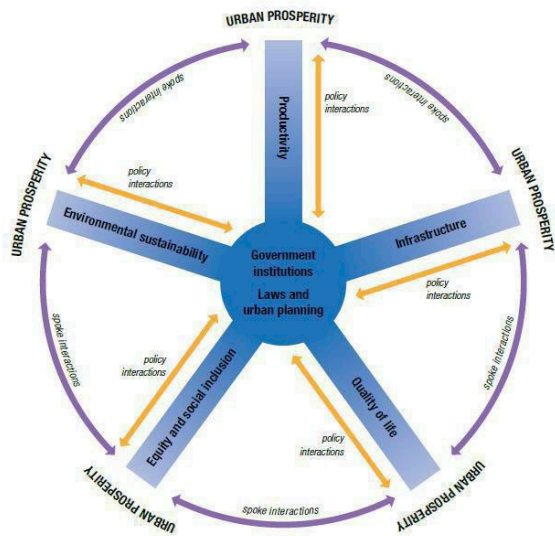 URBAN PROSPERITY
spoke interactions
spoke interactions
policy
interactions
Productivity
URBAN PROSPERITY
URBAN PROSPERITY
policy
interactions
Environmental sustainability
Infrastructure
Government
institutions
Laws and
urban planning
policy
interactions
spoke interactions
spoke interactions
policy
interactions
Equity and social inclusion
Quality of life
policy
interactions
URBAN PROSPERITY
URBAN PROSPERITY
spoke interactions